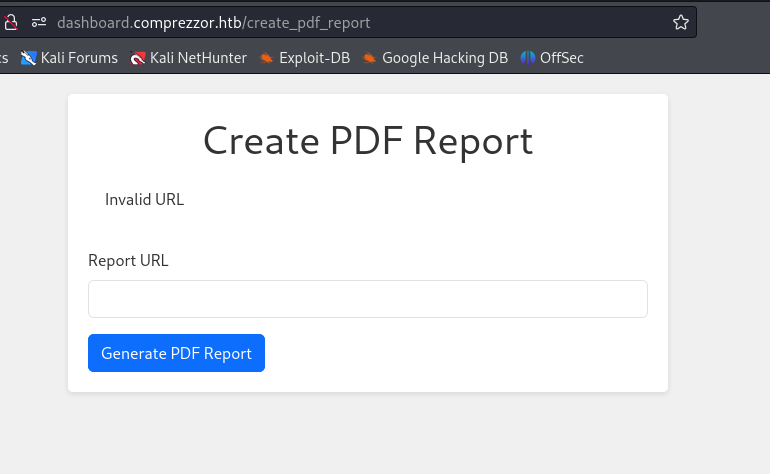 dashboard.comprezzor.htb/create_pdf_report
cs Kali Forums Kali NetHunter Exploit-DB Google Hacking DB OffSec
Create PDF Report
Invalid URL
Report URL
Generate PDF Report